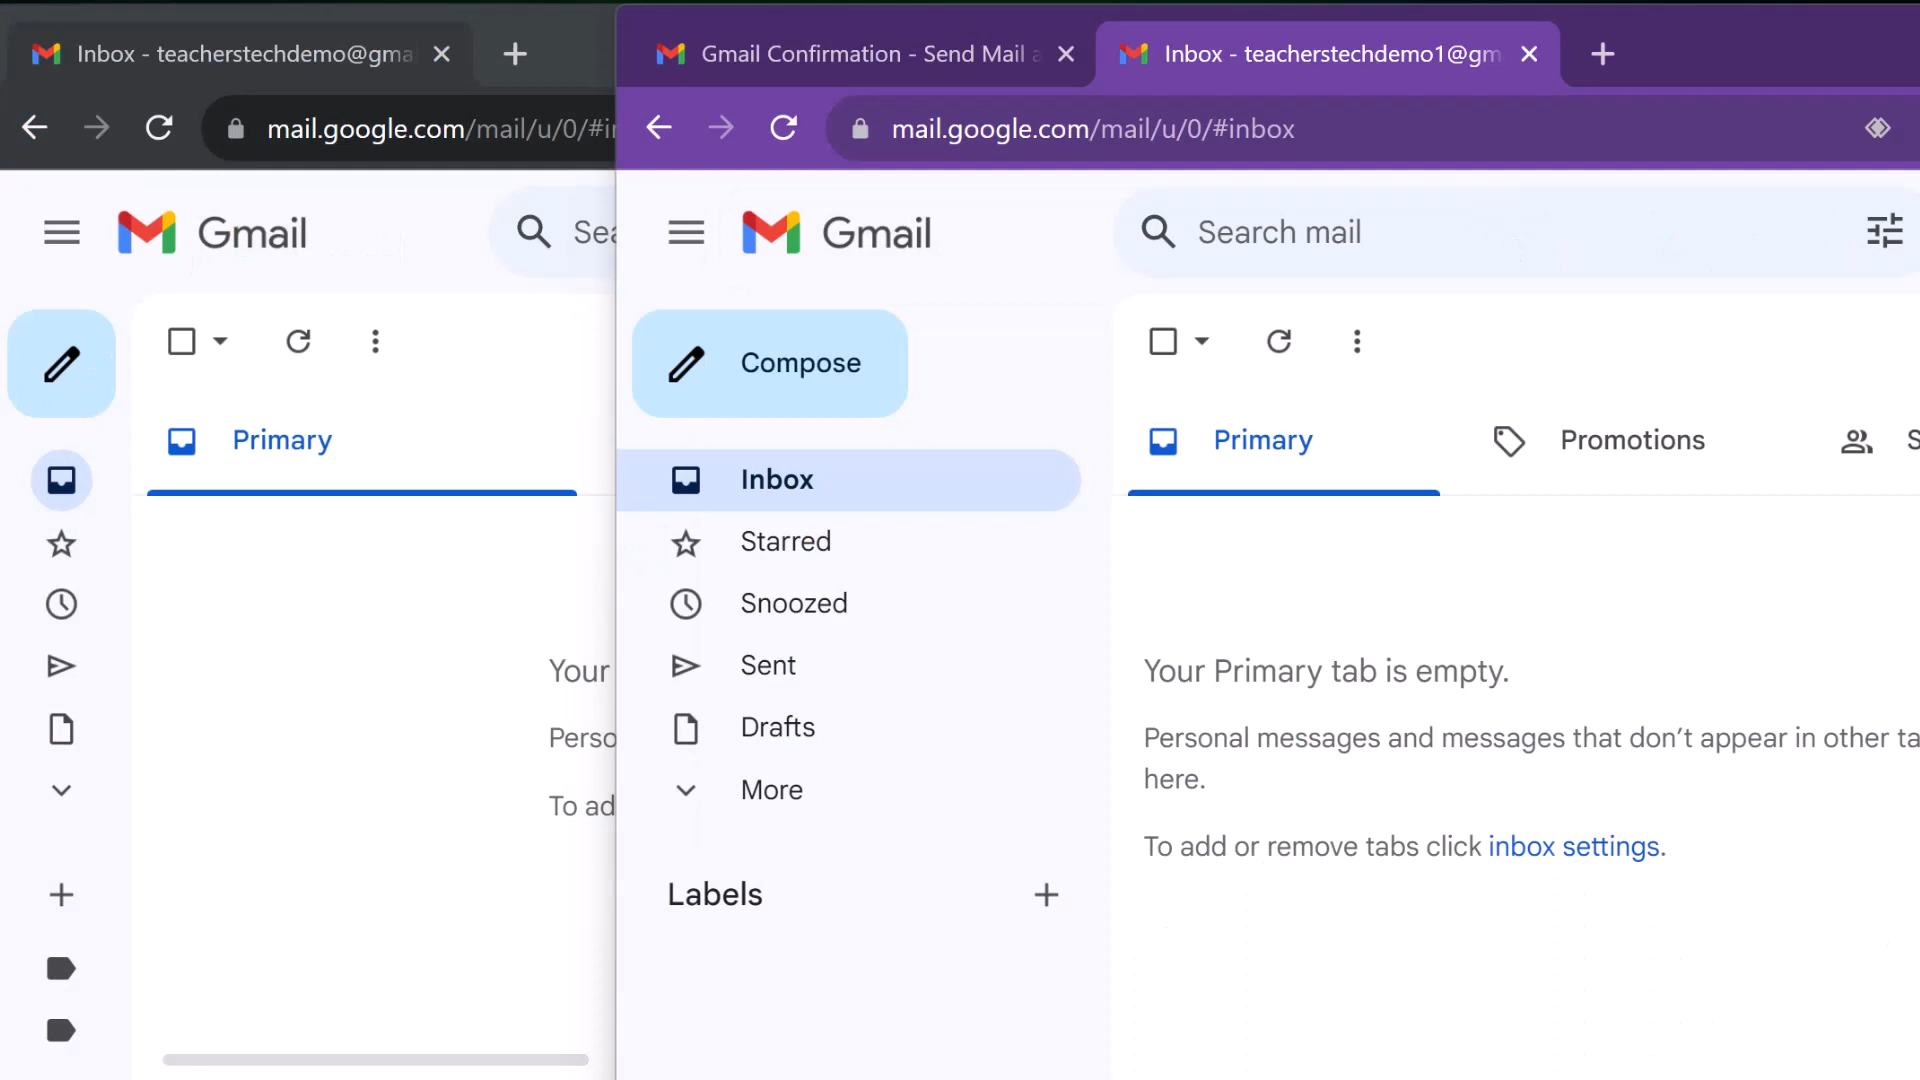 Inbox - teacherstechdemo@gma
mail.google.com/mail/u/0/#i
Gmail
Sea
Primary
Your
Perso
To ad
Gmail Confirmation - Send Mail a
Inbox - teacherstechdemo1@gm
mail.google.com/mail/u/0/#inbox
Gmail
Search mail
Compose
Inbox
Starred
Snoozed
Sent
Drafts
More
Labels
Primary
Promotions
S
Your Primary tab is empty.
Personal messages and messages that don’t appear in other ta
here.
To add or remove tabs click inbox settings.